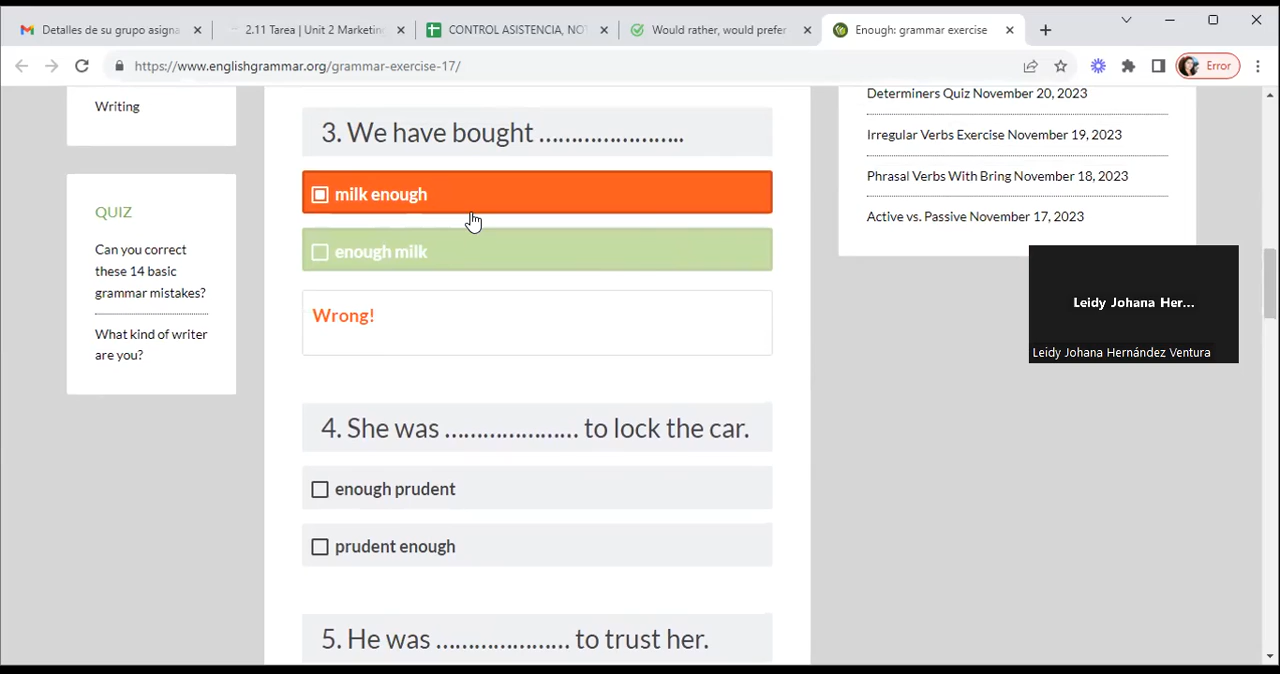 Detalles de su grupo asigna
2.11 Tarea | Unit 2 Marketin
CONTROL ASISTENCIA, NO
Would rather, would prefer
Enough: grammar exercise
https://www.englishgrammar.org/grammar-exercise-17/
Error
Writing
QUIZ
Can you correct
these 14 basic
grammar mistakes?
What kind of writer
are you?
3. We have bought …………………..
milk enough
enough milk
Wrong!
4. She was ………………… to lock the car.
enough prudent
prudent enough
5. He was ………………… to trust her.
Determiners Quiz November 20, 2023
Irregular Verbs Exercise November 19, 2023
Phrasal Verbs With Bring November 18, 2023
Active vs. Passive November 17, 2023
Leidy Johana Her...
Leidy Johana Hernández Ventura